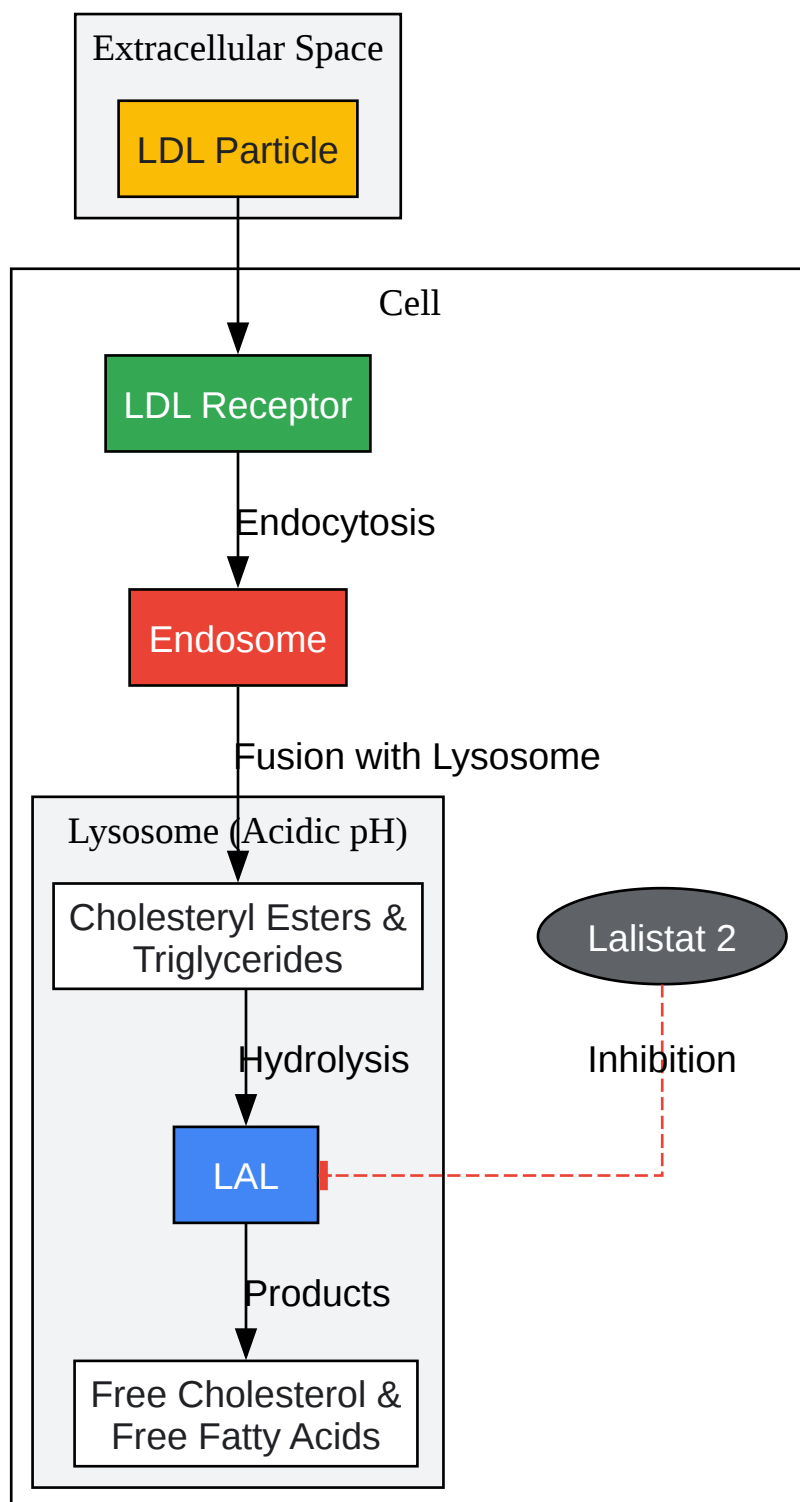 Extracellular Space
LDL Particle
Cell
LDL Receptor
Endocytosis
Endosome
Fusion with Lysosome
Lysosome (Acidic pH)
Cholesteryl Esters &
Triglycerides
Lalistat 2
Hydrolysis
Inhibition
LAL
Products
Free Cholesterol &
Free Fatty Acids